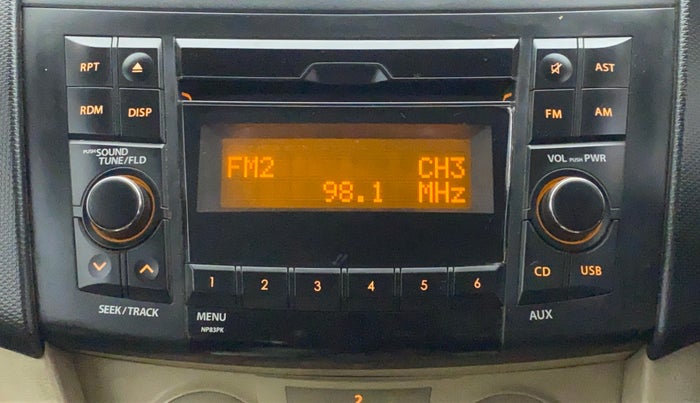 RPT
AST
RDM
DISP
FM
AM
PUSH SOUND
TUNE/FLD
VOL PUSH PWR
FM2 CH3
98.1 MHz
CD
USB
1 2 3 4 5 6
SEEK/TRACK
MENU
NP83PK
AUX
2